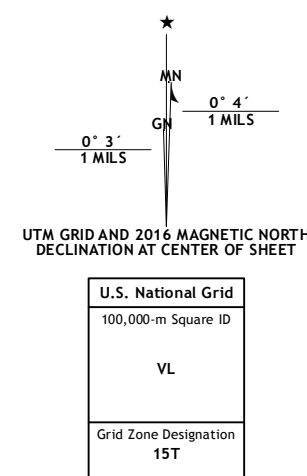 ★
MN
0° 4´
1 MILS
GN
0° 3´
1 MILS
UTM GRID AND 2016 MAGNETIC NORTH
DECLINATION AT CENTER OF SHEET
U.S. National Grid
100,000-m Square ID
VL
Grid Zone Designation
15T